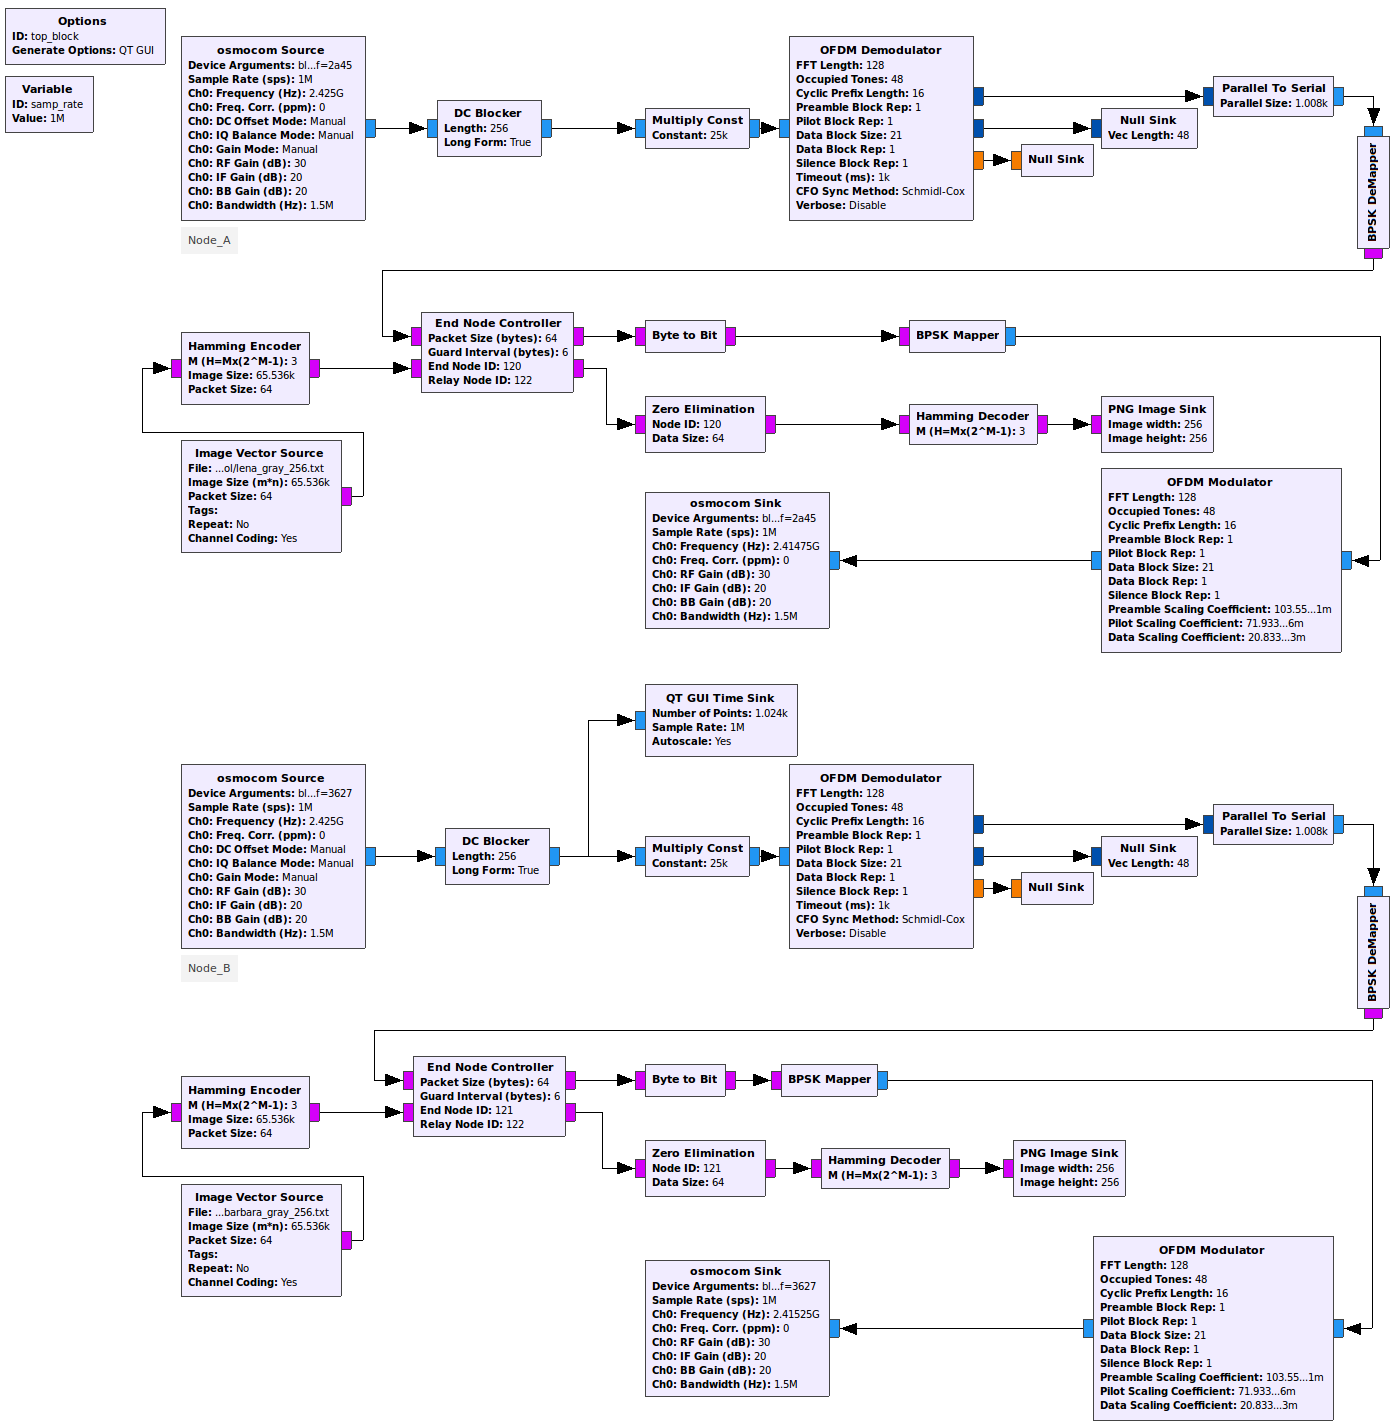 Options
ID: top_block
Generate Options: QT GUI
Variable
ID: samp_rate
Value: 1M
osmocom Source
Device Arguments: bl...f=2a45
Sample Rate (sps): 1M
Ch0: Frequency (Hz): 2.425G
Ch0: Freq. Corr. (ppm): 0
Ch0: DC Offset Mode: Manual
Ch0: IQ Balance Mode: Manual
Ch0: Gain Mode: Manual
Ch0: RF Gain (dB): 30
Ch0: IF Gain (dB): 20
Ch0: BB Gain (dB): 20
Ch0: Bandwidth (Hz): 1.5M
Node_A
DC Blocker
Length: 256
Long Form: True
Multiply Const
Constant: 25k
OFDM Demodulator
FFT Length: 128
Occupied Tones: 48
Cyclic Prefix Length: 16
Preamble Block Rep: 1
Pilot Block Rep: 1
Data Block Size: 21
Data Block Rep: 1
Silence Block Rep: 1
Timeout (ms): 1k
CFO Sync Method: Schmidl-Cox
Verbose: Disable
Parallel To Serial
Parallel Size: 1.008k
Null Sink
Vec Length: 48
Null Sink
BPSK DeMapper
Hamming Encoder
M (H=Mx(2^M-1): 3
Image Size: 65.536k
Packet Size: 64
End Node Controller
Packet Size (bytes): 64
Guard Interval (bytes): 6
End Node ID: 120
Relay Node ID: 122
Byte to Bit
BPSK Mapper
Zero Elimination
Node ID: 120
Data Size: 64
Hamming Decoder
M (H=Mx(2^M-1): 3
PNG Image Sink
Image width: 256
Image height: 256
Image Vector Source
File: ...ol/lena_gray_256.txt
Image Size (m*n): 65.536k
Packet Size: 64
Tags:
Repeat: No
Channel Coding: Yes
osmocom Sink
Device Arguments: bl...f=2a45
Sample Rate (sps): 1M
Ch0: Frequency (Hz): 2.41475G
Ch0: Freq. Corr. (ppm): 0
Ch0: RF Gain (dB): 30
Ch0: IF Gain (dB): 20
Ch0: BB Gain (dB): 20
Ch0: Bandwidth (Hz): 1.5M
OFDM Modulator
FFT Length: 128
Occupied Tones: 48
Cyclic Prefix Length: 16
Preamble Block Rep: 1
Pilot Block Rep: 1
Data Block Size: 21
Data Block Rep: 1
Silence Block Rep: 1
Preamble Scaling Coefficient: 103.55...1m
Pilot Scaling Coefficient: 71.933...6m
Data Scaling Coefficient: 20.833...3m
QT GUI Time Sink
Number of Points: 1.024k
Sample Rate: 1M
Autoscale: Yes
osmocom Source
Device Arguments: bl...f=3627
Sample Rate (sps): 1M
Ch0: Frequency (Hz): 2.425G
Ch0: Freq. Corr. (ppm): 0
Ch0: DC Offset Mode: Manual
Ch0: IQ Balance Mode: Manual
Ch0: Gain Mode: Manual
Ch0: RF Gain (dB): 30
Ch0: IF Gain (dB): 20
Ch0: BB Gain (dB): 20
Ch0: Bandwidth (Hz): 1.5M
Node_B
DC Blocker
Length: 256
Long Form: True
Multiply Const
Constant: 25k
OFDM Demodulator
FFT Length: 128
Occupied Tones: 48
Cyclic Prefix Length: 16
Preamble Block Rep: 1
Pilot Block Rep: 1
Data Block Size: 21
Data Block Rep: 1
Silence Block Rep: 1
Timeout (ms): 1k
CFO Sync Method: Schmidl-Cox
Verbose: Disable
Parallel To Serial
Parallel Size: 1.008k
Null Sink
Vec Length: 48
Null Sink
BPSK DeMapper
Hamming Encoder
M (H=Mx(2^M-1): 3
Image Size: 65.536k
Packet Size: 64
End Node Controller
Packet Size (bytes): 64
Guard Interval (bytes): 6
End Node ID: 121
Relay Node ID: 122
Byte to Bit
BPSK Mapper
Zero Elimination
Node ID: 121
Data Size: 64
Hamming Decoder
M (H=Mx(2^M-1): 3
PNG Image Sink
Image width: 256
Image height: 256
Image Vector Source
File: ...barbara_gray_256.txt
Image Size (m*n): 65.536k
Packet Size: 64
Tags:
Repeat: No
Channel Coding: Yes
osmocom Sink
Device Arguments: bl...f=3627
Sample Rate (sps): 1M
Ch0: Frequency (Hz): 2.41525G
Ch0: Freq. Corr. (ppm): 0
Ch0: RF Gain (dB): 30
Ch0: IF Gain (dB): 20
Ch0: BB Gain (dB): 20
Ch0: Bandwidth (Hz): 1.5M
OFDM Modulator
FFT Length: 128
Occupied Tones: 48
Cyclic Prefix Length: 16
Preamble Block Rep: 1
Pilot Block Rep: 1
Data Block Size: 21
Data Block Rep: 1
Silence Block Rep: 1
Preamble Scaling Coefficient: 103.55...1m
Pilot Scaling Coefficient: 71.933...6m
Data Scaling Coefficient: 20.833...3m